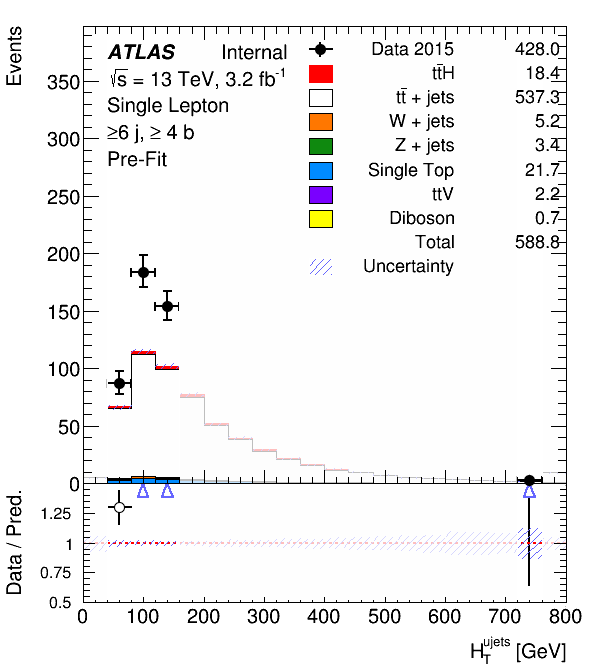 Events
ATLAS Internal
√s = 13 TeV, 3.2 fb⁻¹
Single Lepton
≥6 j, ≥ 4 b
Pre-Fit
Data 2015 428.0
tt̄H 18.4
tt̄ + jets 537.3
W + jets 5.2
Z + jets 3.4
Single Top 21.7
ttV 2.2
Diboson 0.7
Total 588.8
Uncertainty
350
300
250
200
150
100
50
0
Data / Pred.
1.25
1
0.75
0.5
0 100 200 300 400 500 600 700 800
H_T^ujets [GeV]